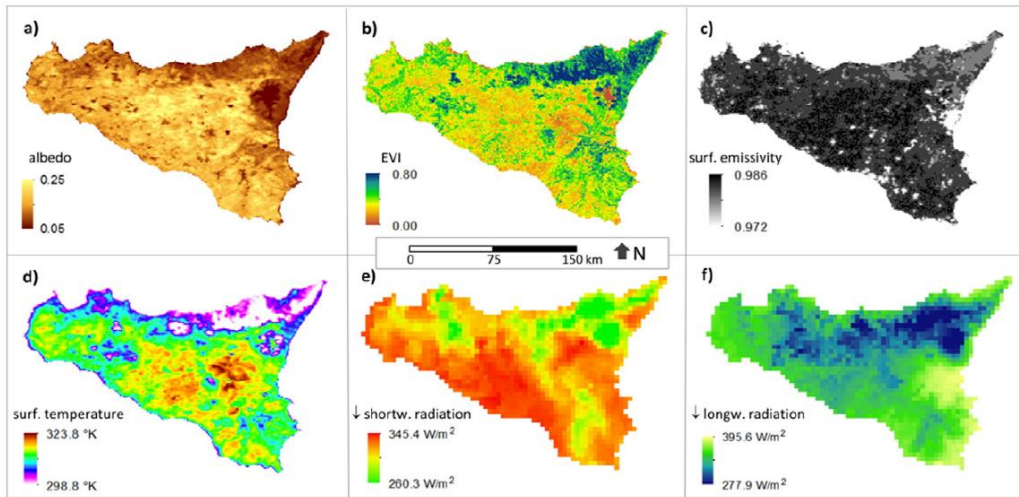 a)
albedo
0.25
0.05
b)
EVI
0.80
0.00
c)
surf. emissivity
0.986
0.972
0 75 150 km
N
d)
surf. temperature
323.8 °K
298.8 °K
e)
↓ shortw. radiation
345.4 W/m²
260.3 W/m²
f)
↓ longw. radiation
395.6 W/m²
277.9 W/m²